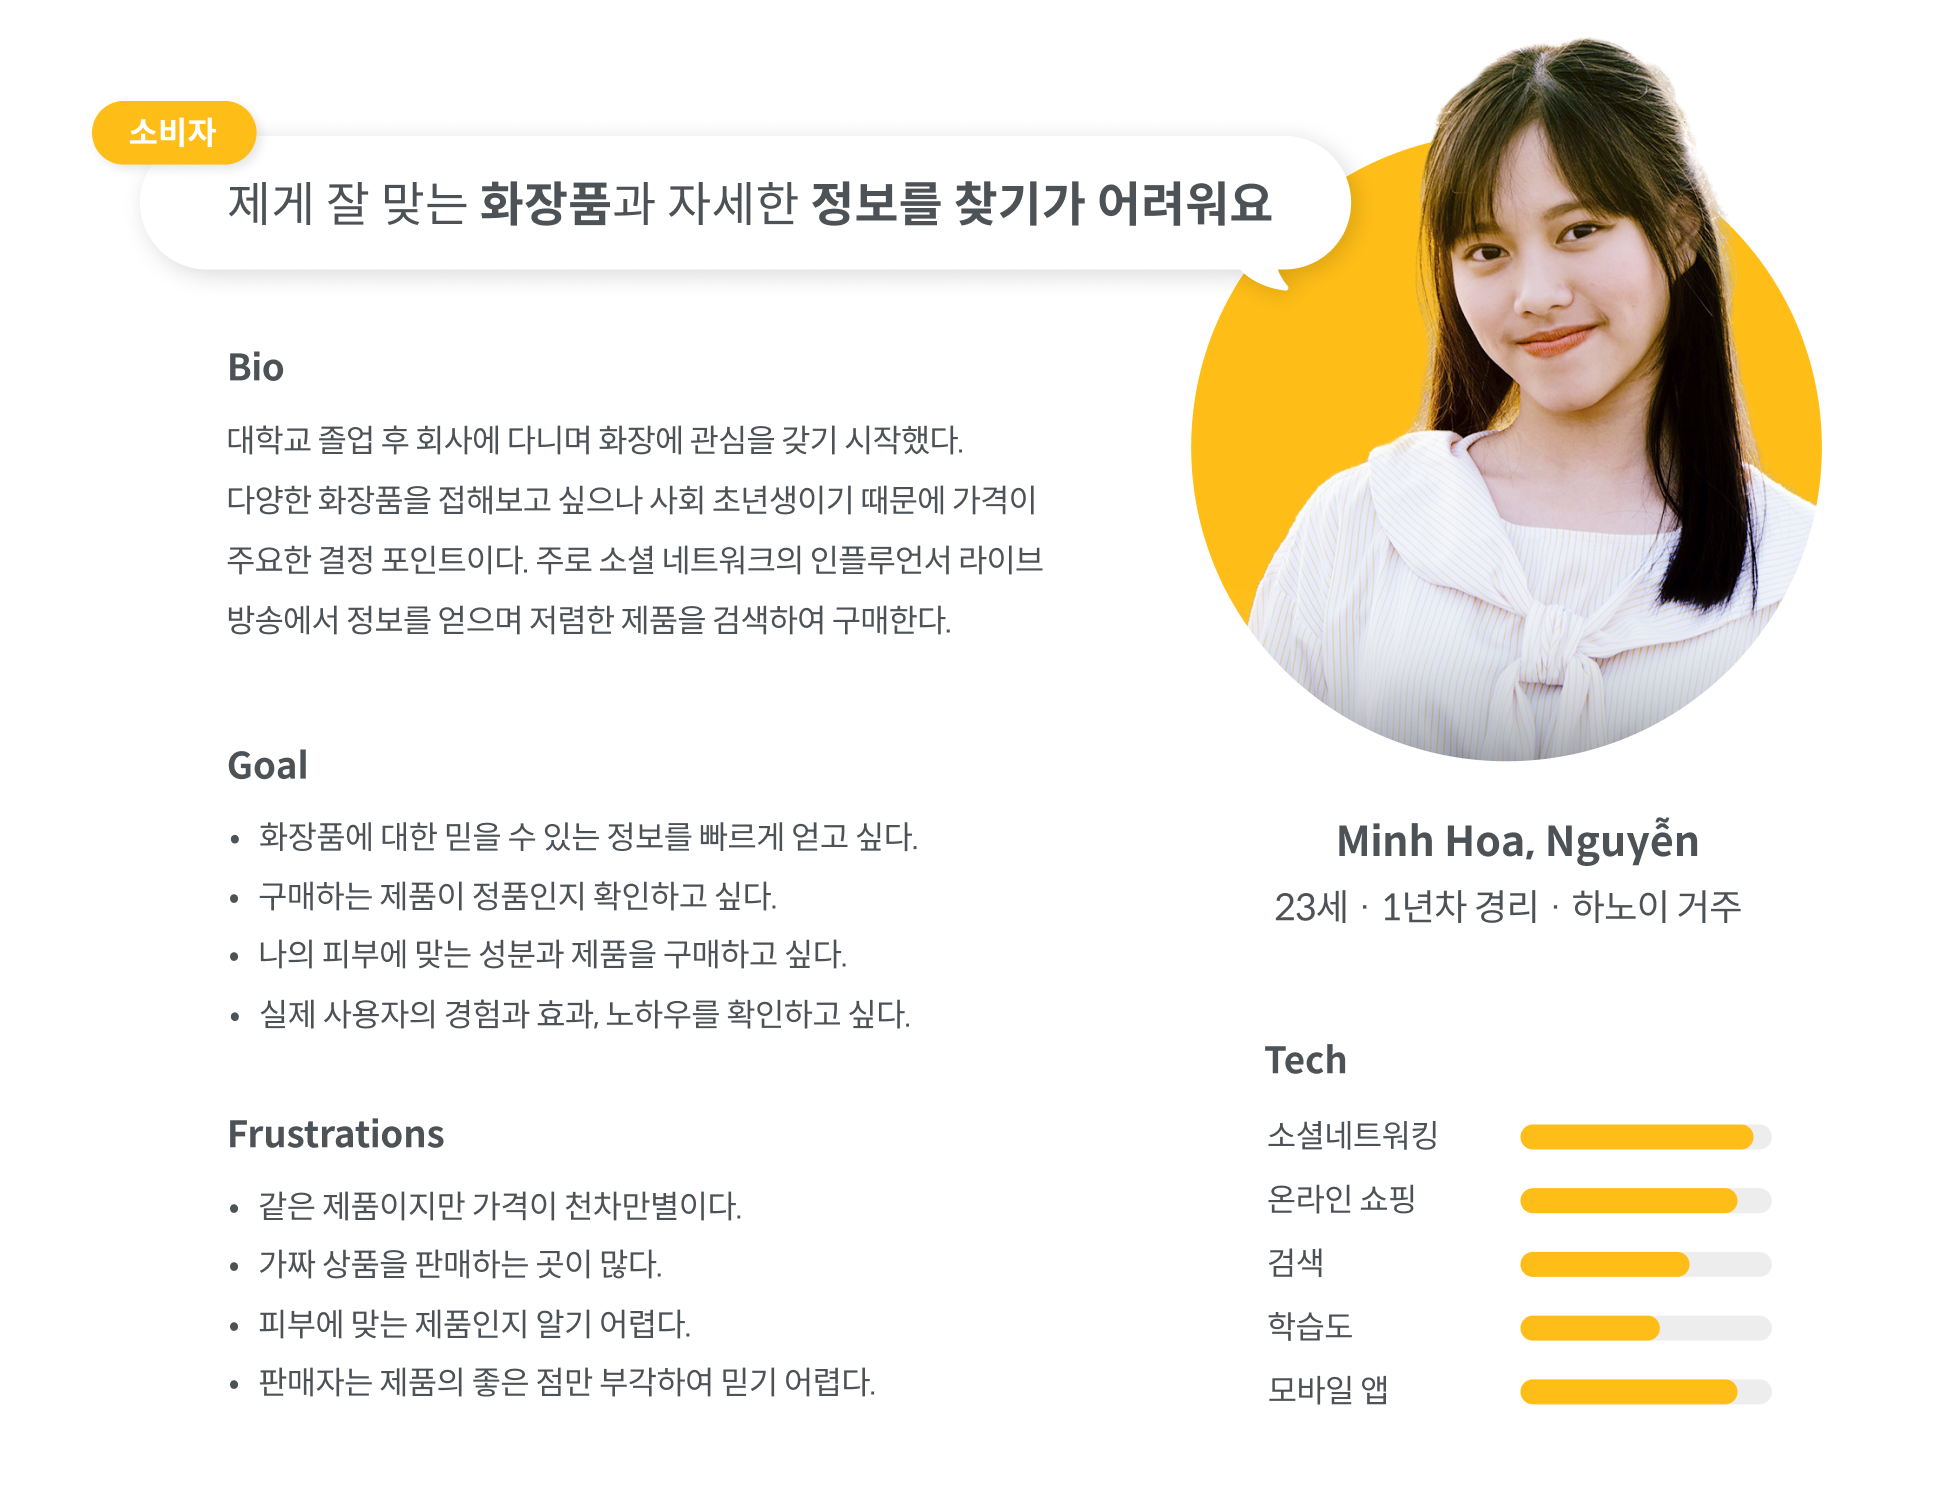 소비자
제게 잘 맞는 화장품과 자세한 정보를 찾기가 어려워요
Bio
대학교 졸업 후 회사에 다니며 화장에 관심을 갖기 시작했다.
다양한 화장품을 접해보고 싶으나 사회 초년생이기 때문에 가격이
주요한 결정 포인트이다. 주로 소셜 네트워크의 인플루언서 라이브
방송에서 정보를 얻으며 저렴한 제품을 검색하여 구매한다.
Goal
• 화장품에 대한 믿을 수 있는 정보를 빠르게 얻고 싶다.
• 구매하는 제품이 정품인지 확인하고 싶다.
• 나의 피부에 맞는 성분과 제품을 구매하고 싶다.
• 실제 사용자의 경험과 효과, 노하우를 확인하고 싶다.
Frustrations
• 같은 제품이지만 가격이 천차만별이다.
• 가짜 상품을 판매하는 곳이 많다.
• 피부에 맞는 제품인지 알기 어렵다.
• 판매자는 제품의 좋은 점만 부각하여 믿기 어렵다.
Minh Hoa, Nguyễn
23세 · 1년차 경리 · 하노이 거주
Tech
소셜네트워킹
온라인 쇼핑
검색
학습도
모바일 앱